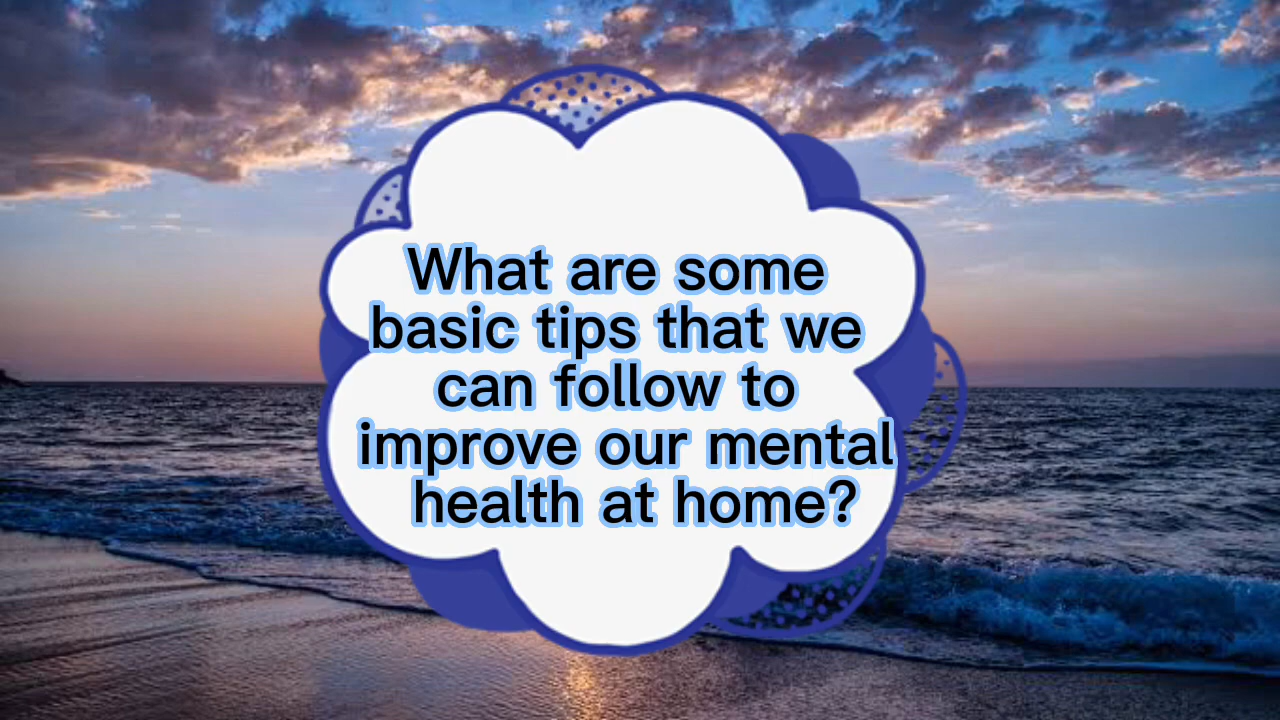 What are some
basic tips that we
can follow to
improve our mental
health at home?